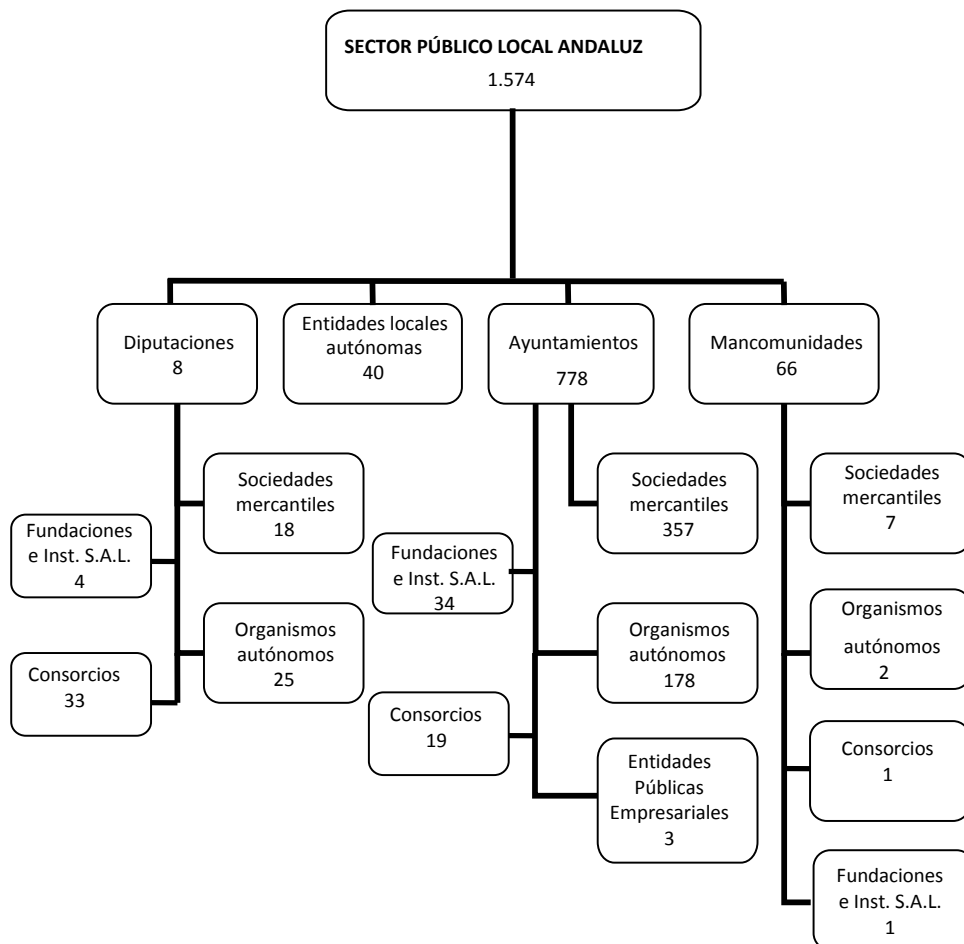 SECTOR PÚBLICO LOCAL ANDALUZ
1.574
Diputaciones
8
Entidades locales
autónomas
40
Ayuntamientos
778
Mancomunidades
66
Sociedades
mercantiles
18
Fundaciones
e Inst. S.A.L.
4
Organismos
autónomos
25
Consorcios
33
Sociedades
mercantiles
357
Fundaciones
e Inst. S.A.L.
34
Organismos
autónomos
178
Consorcios
19
Entidades
Públicas
Empresariales
3
Sociedades
mercantiles
7
Organismos
autónomos
2
Consorcios
1
Fundaciones
e Inst. S.A.L.
1